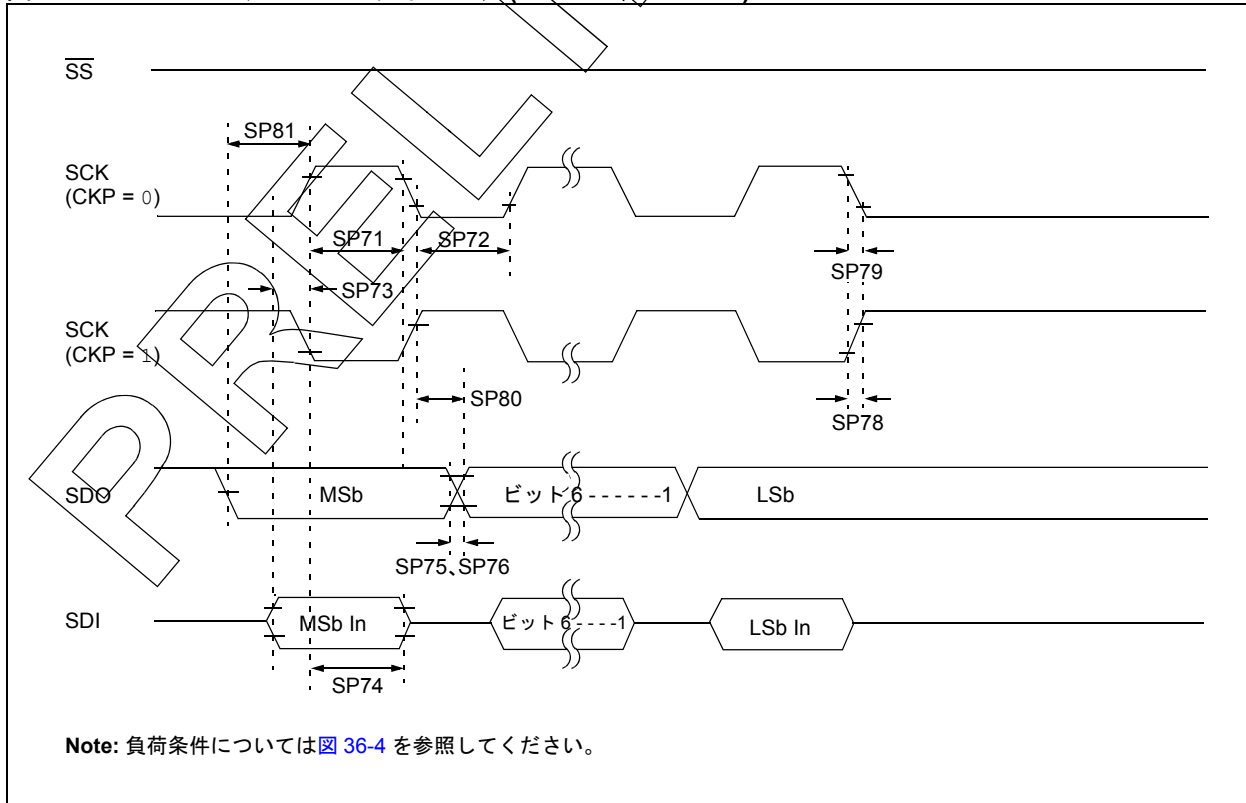 SS
SP81
SCK
(CKP = 0)
SP71
SP72
SP79
SP73
SCK
(CKP = 1)
SP80
SP78
SDO
MSb
ビット 6 - - - - - -1
LSb
SP75、SP76
SDI
MSb In
ビット 6 - - - -1
LSb In
SP74
Note: 負荷条件については図 36-4 を参照してください。